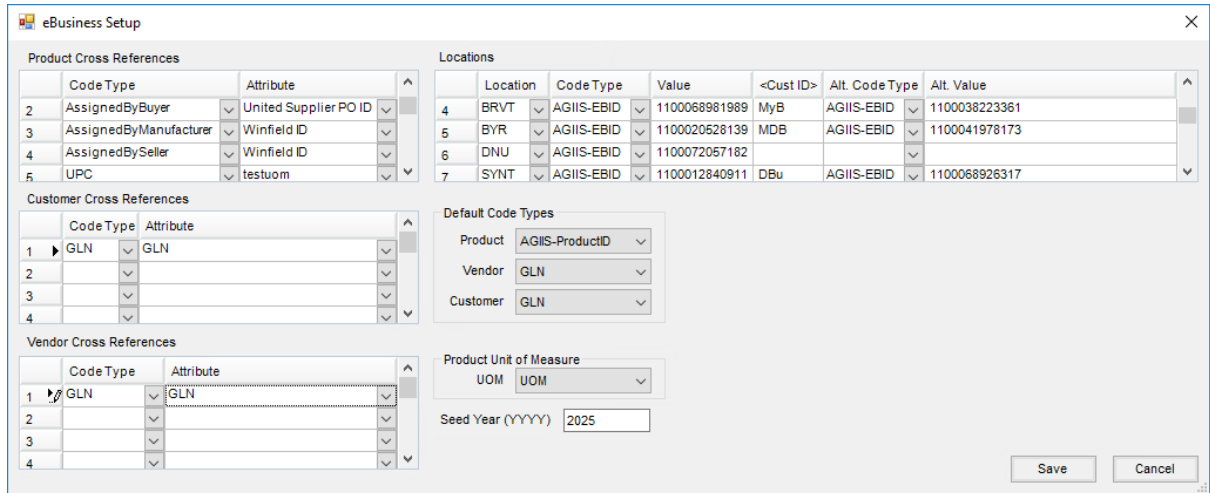 eBusiness Setup
Product Cross References
Code Type Attribute
2 AssignedByBuyer United Supplier PO ID
3 AssignedByManufacturer Winfield ID
4 AssignedBySeller Winfield ID
5 UPC testuom
Locations
Location Code Type Value <Cust ID> Alt. Code Type Alt. Value
4 BRVT AGIIS-EBID 1100068981989 MyB AGIIS-EBID 1100038223361
5 BYR AGIIS-EBID 1100020528139 MDB AGIIS-EBID 1100041978173
6 DNU AGIIS-EBID 1100072057182
7 SYNT AGIIS-EBID 1100012840911 DBu AGIIS-EBID 1100068926317
Customer Cross References
Code Type Attribute
1 GLN GLN
2
3
4
Default Code Types
Product AGIIS-ProductID
Vendor GLN
Customer GLN
Vendor Cross References
Code Type Attribute
1 GLN GLN
2
3
4
Product Unit of Measure
UOM UOM
Seed Year (YYYY) 2025
Save Cancel